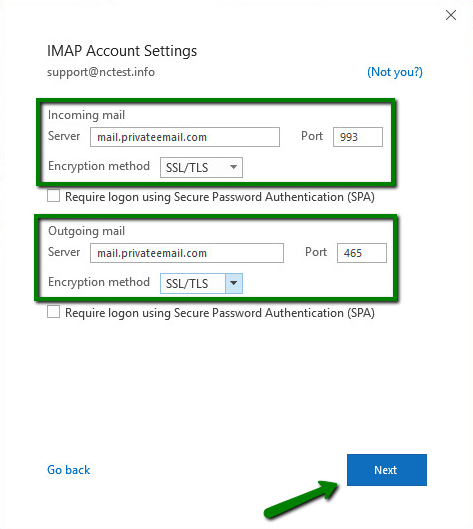 IMAP Account Settings
support@nctest.info (Not you?)
Incoming mail
Server mail.privateemail.com Port 993
Encryption method SSL/TLS
Require logon using Secure Password Authentication (SPA)
Outgoing mail
Server mail.privateemail.com Port 465
Encryption method SSL/TLS
Require logon using Secure Password Authentication (SPA)
Go back Next